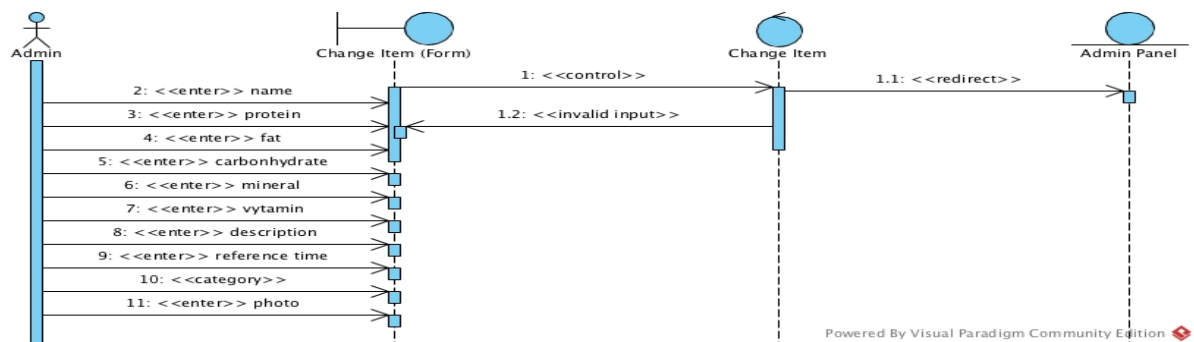 Admin
Change Item (Form)
Change Item
Admin Panel
1: <<control>>
1.1: <<redirect>>
2: <<enter>> name
3: <<enter>> protein
1.2: <<invalid input>>
4: <<enter>> fat
5: <<enter>> carbonhydrate
6: <<enter>> mineral
7: <<enter>> vytamin
8: <<enter>> description
9: <<enter>> reference time
10: <<category>>
11: <<enter>> photo
Powered By Visual Paradigm Community Edition